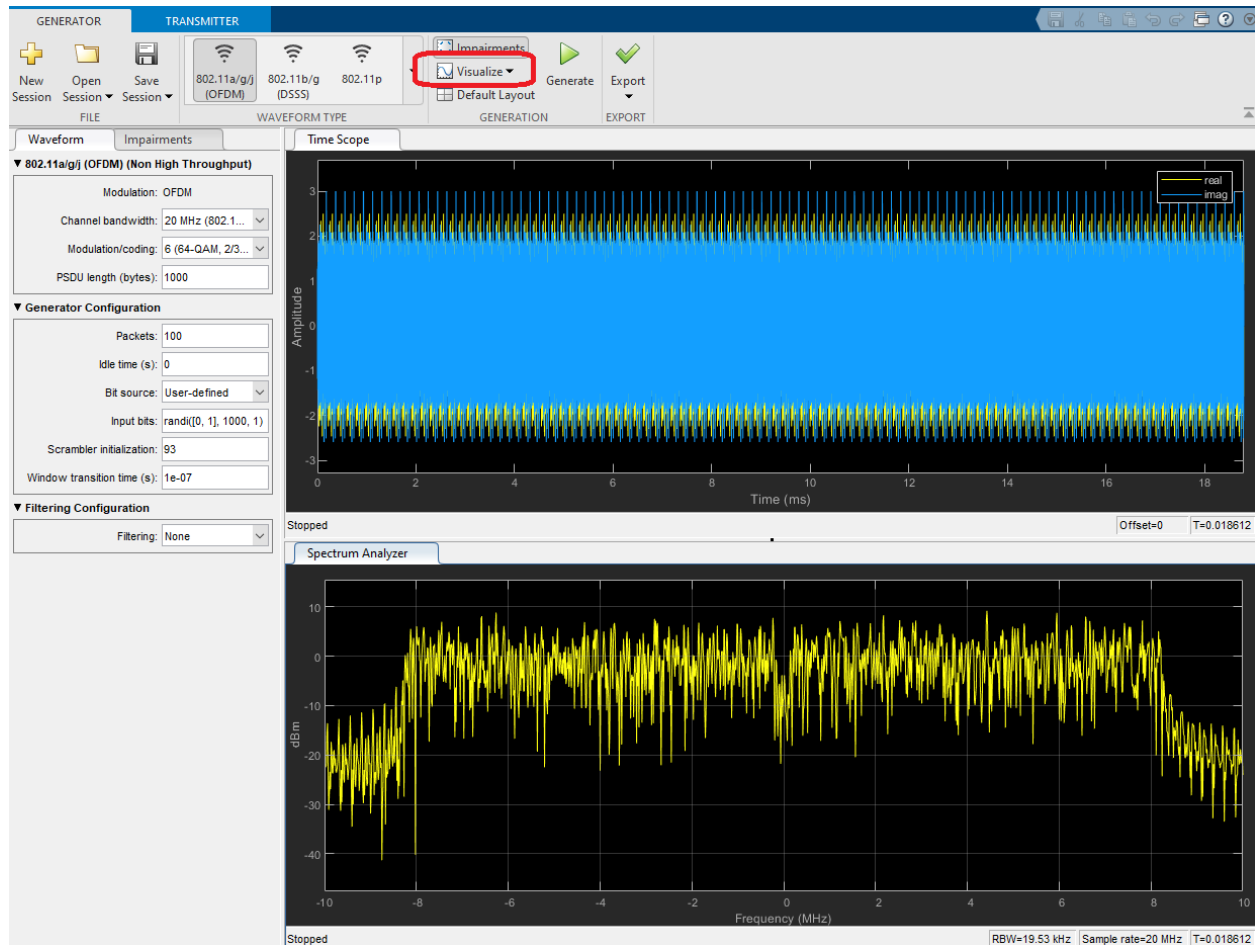 GENERATOR TRANSMITTER
New Session Open Session Save Session
802.11a/g/j (OFDM) 802.11b/g (DSSS) 802.11p
Impairments
Visualize
Default Layout
Generate
Export
FILE WAVEFORM TYPE GENERATION EXPORT
Waveform Impairments
802.11a/g/j (OFDM) (Non High Throughput)
Modulation: OFDM
Channel bandwidth: 20 MHz (802.1...
Modulation/coding: 6 (64-QAM, 2/3...
PSDU length (bytes): 1000
Generator Configuration
Packets: 100
Idle time (s): 0
Bit source: User-defined
Input bits: randi([0, 1], 1000, 1)
Scrambler initialization: 93
Window transition time (s): 1e-07
Filtering Configuration
Filtering: None
Time Scope
real
imag
3
2
1
0
-1
-2
-3
Amplitude
0 2 4 6 8 10 12 14 16 18
Time (ms)
Stopped Offset=0 T=0.018612
Spectrum Analyzer
10
0
-10
-20
-30
-40
dBm
-10 -8 -6 -4 -2 0 2 4 6 8 10
Frequency (MHz)
Stopped RBW=19.53 kHz Sample rate=20 MHz T=0.018612